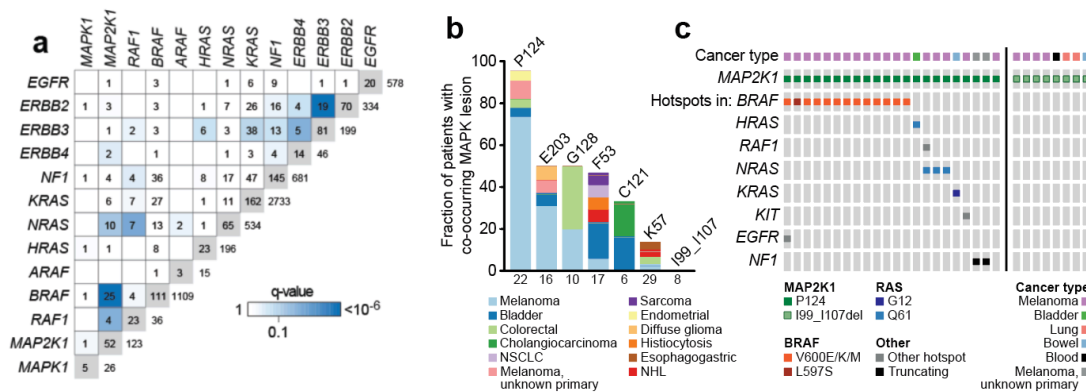 a
MAPK1 MAP2K1 RAF1 BRAF ARAF HRAS NRAS KRAS NF1 ERBB4 ERBB3 ERBB2 EGFR
EGFR 1 3 1 6 9 1 20 578
ERBB2 1 3 3 1 7 26 16 4 19 70 334
ERBB3 1 2 1 6 3 38 13 5 81 199
ERBB4 2 1 1 3 4 14 46
NF1 1 4 4 36 8 17 47 145 681
KRAS 6 7 27 1 11 162 2733
NRAS 10 7 13 2 1 65 534
HRAS 1 1 8 23 196
ARAF 1 3 15
BRAF 1 25 4 111 1109
RAF1 4 23 36
MAP2K1 1 52 123
MAPK1 5 26
q-value
1 <10⁻⁶
0.1
b
Fraction of patients with
co-occurring MAPK lesion
100
80
60
40
20
0
P124 E203 G128 F53 C121 K57 I99_I107
22 16 10 17 6 29 8
Melanoma
Bladder
Colorectal
Cholangiocarcinoma
NSCLC
Melanoma,
unknown primary
Sarcoma
Endometrial
Diffuse glioma
Histiocytosis
Esophagogastric
NHL
c
Cancer type
MAP2K1
Hotspots in: BRAF
HRAS
RAF1
NRAS
KRAS
KIT
EGFR
NF1
MAP2K1
P124
I99_I107del
BRAF
V600E/K/M
L597S
RAS
G12
Q61
Other
Other hotspot
Truncating
Cancer type
Melanoma
Bladder
Lung
Bowel
Blood
Melanoma,
unknown primary